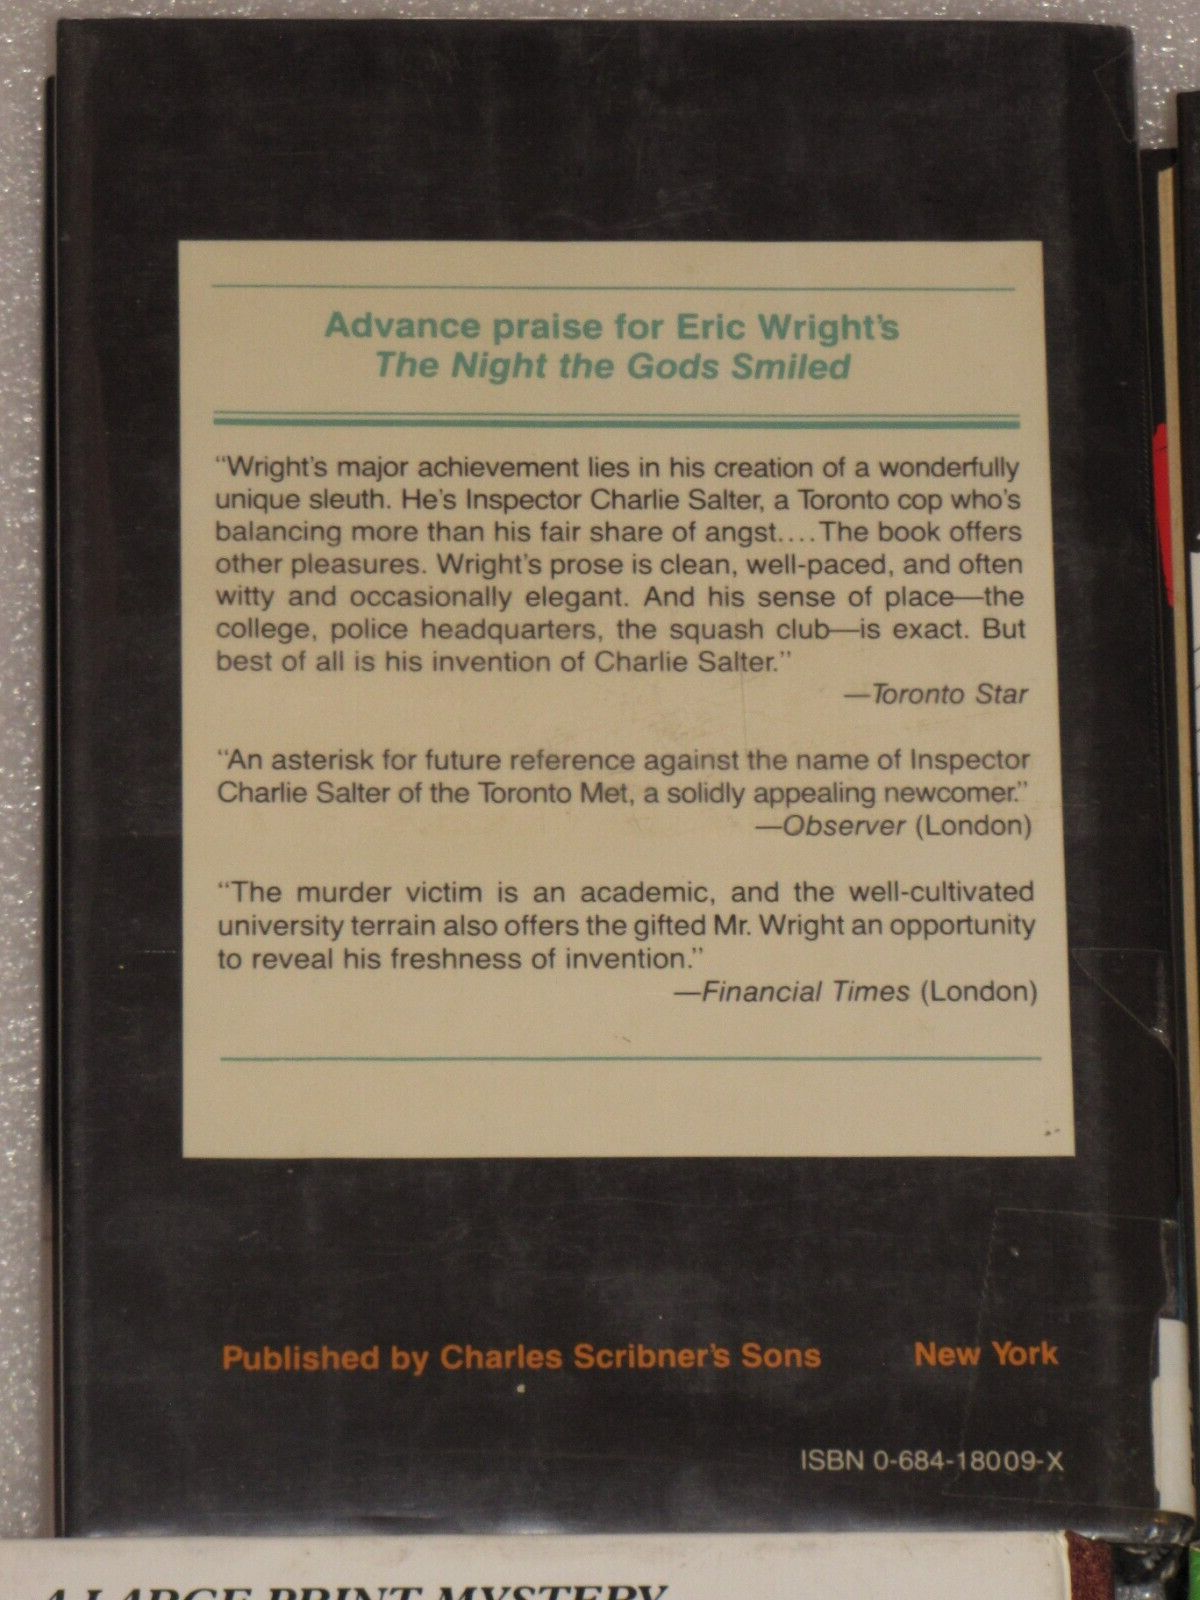 Advance praise for Eric Wright's
The Night the Gods Smiled
"Wright's major achievement lies in his creation of a wonderfully
unique sleuth. He's Inspector Charlie Salter, a Toronto cop who's
balancing more than his fair share of angst....The book offers
other pleasures. Wright's prose is clean, well-paced, and often
witty and occasionally elegant. And his sense of place—the
college, police headquarters, the squash club—is exact. But
best of all is his invention of Charlie Salter."
—Toronto Star
"An asterisk for future reference against the name of Inspector
Charlie Salter of the Toronto Met, a solidly appealing newcomer."
—Observer (London)
"The murder victim is an academic, and the well-cultivated
university terrain also offers the gifted Mr. Wright an opportunity
to reveal his freshness of invention."
—Financial Times (London)
Published by Charles Scribner's Sons New York
ISBN 0-684-18009-X
A LARGE PRINT MYSTERY